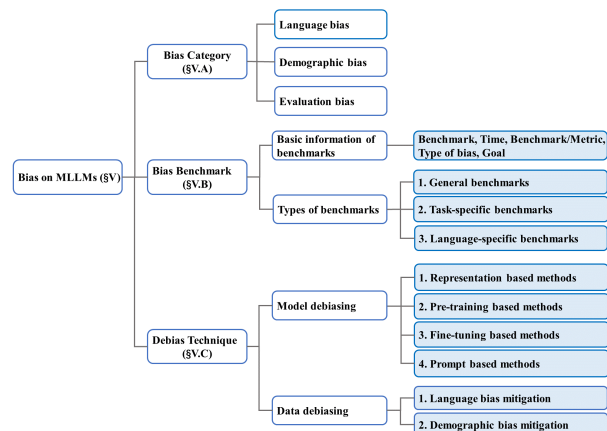 Bias on MLLMs (§V)
Bias Category
(§V.A)
Language bias
Demographic bias
Evaluation bias
Bias Benchmark
(§V.B)
Basic information of
benchmarks
Benchmark, Time, Benchmark/Metric,
Type of bias, Goal
Types of benchmarks
1. General benchmarks
2. Task-specific benchmarks
3. Language-specific benchmarks
Debias Technique
(§V.C)
Model debiasing
1. Representation based methods
2. Pre-training based methods
3. Fine-tuning based methods
4. Prompt based methods
Data debiasing
1. Language bias mitigation
2. Demographic bias mitigation